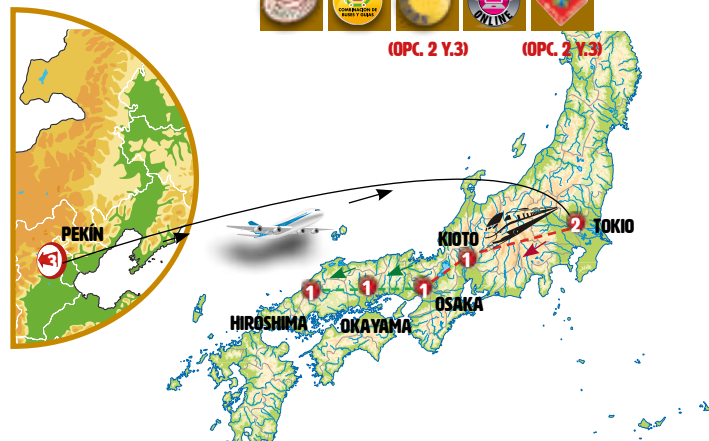 COMBINACIÓN DE
BUSES Y GUÍAS
ONLINE
(OPC. 2 Y.3)
(OPC. 2 Y.3)
PEKÍN
3
2
TOKIO
KIOTO
1
1
1
1
OSAKA
HIROSHIMA
OKAYAMA